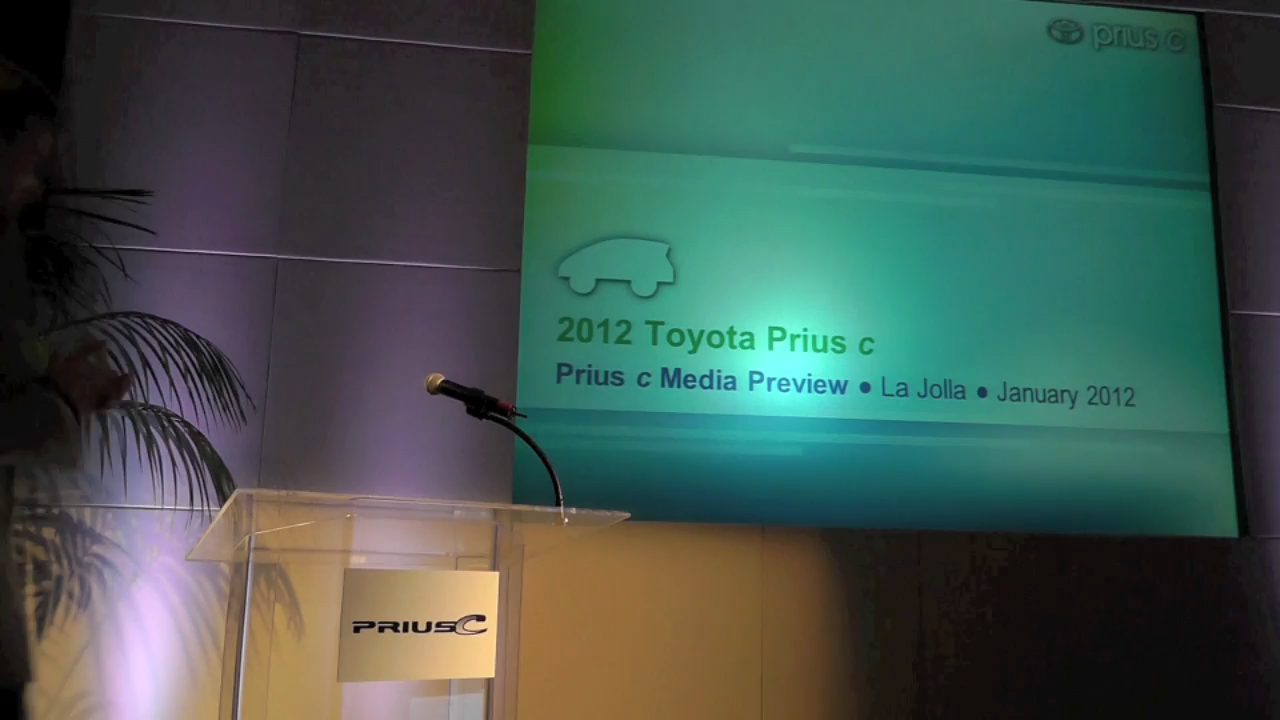 prius c
2012 Toyota Prius c
Prius c Media Preview ● La Jolla ● January 2012
PRIUS C